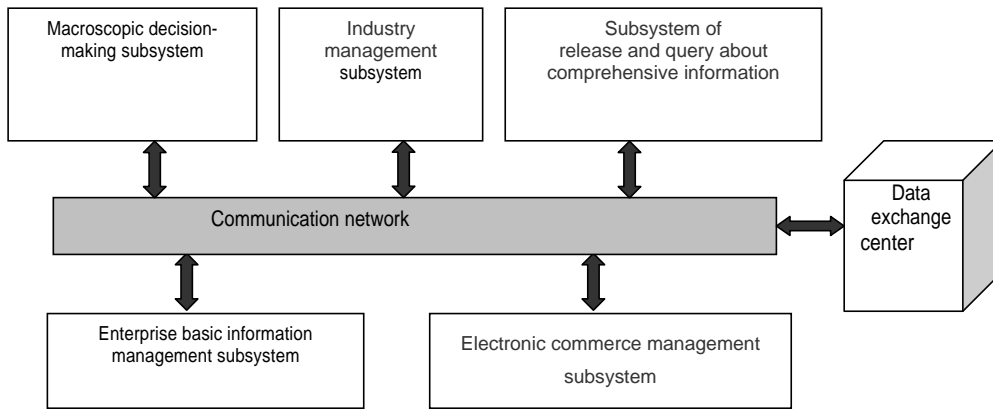 Macroscopic decision-
making subsystem
Industry
management
subsystem
Subsystem of
release and query about
comprehensive information
Communication network
Data
exchange
center
Enterprise basic information
management subsystem
Electronic commerce management
subsystem